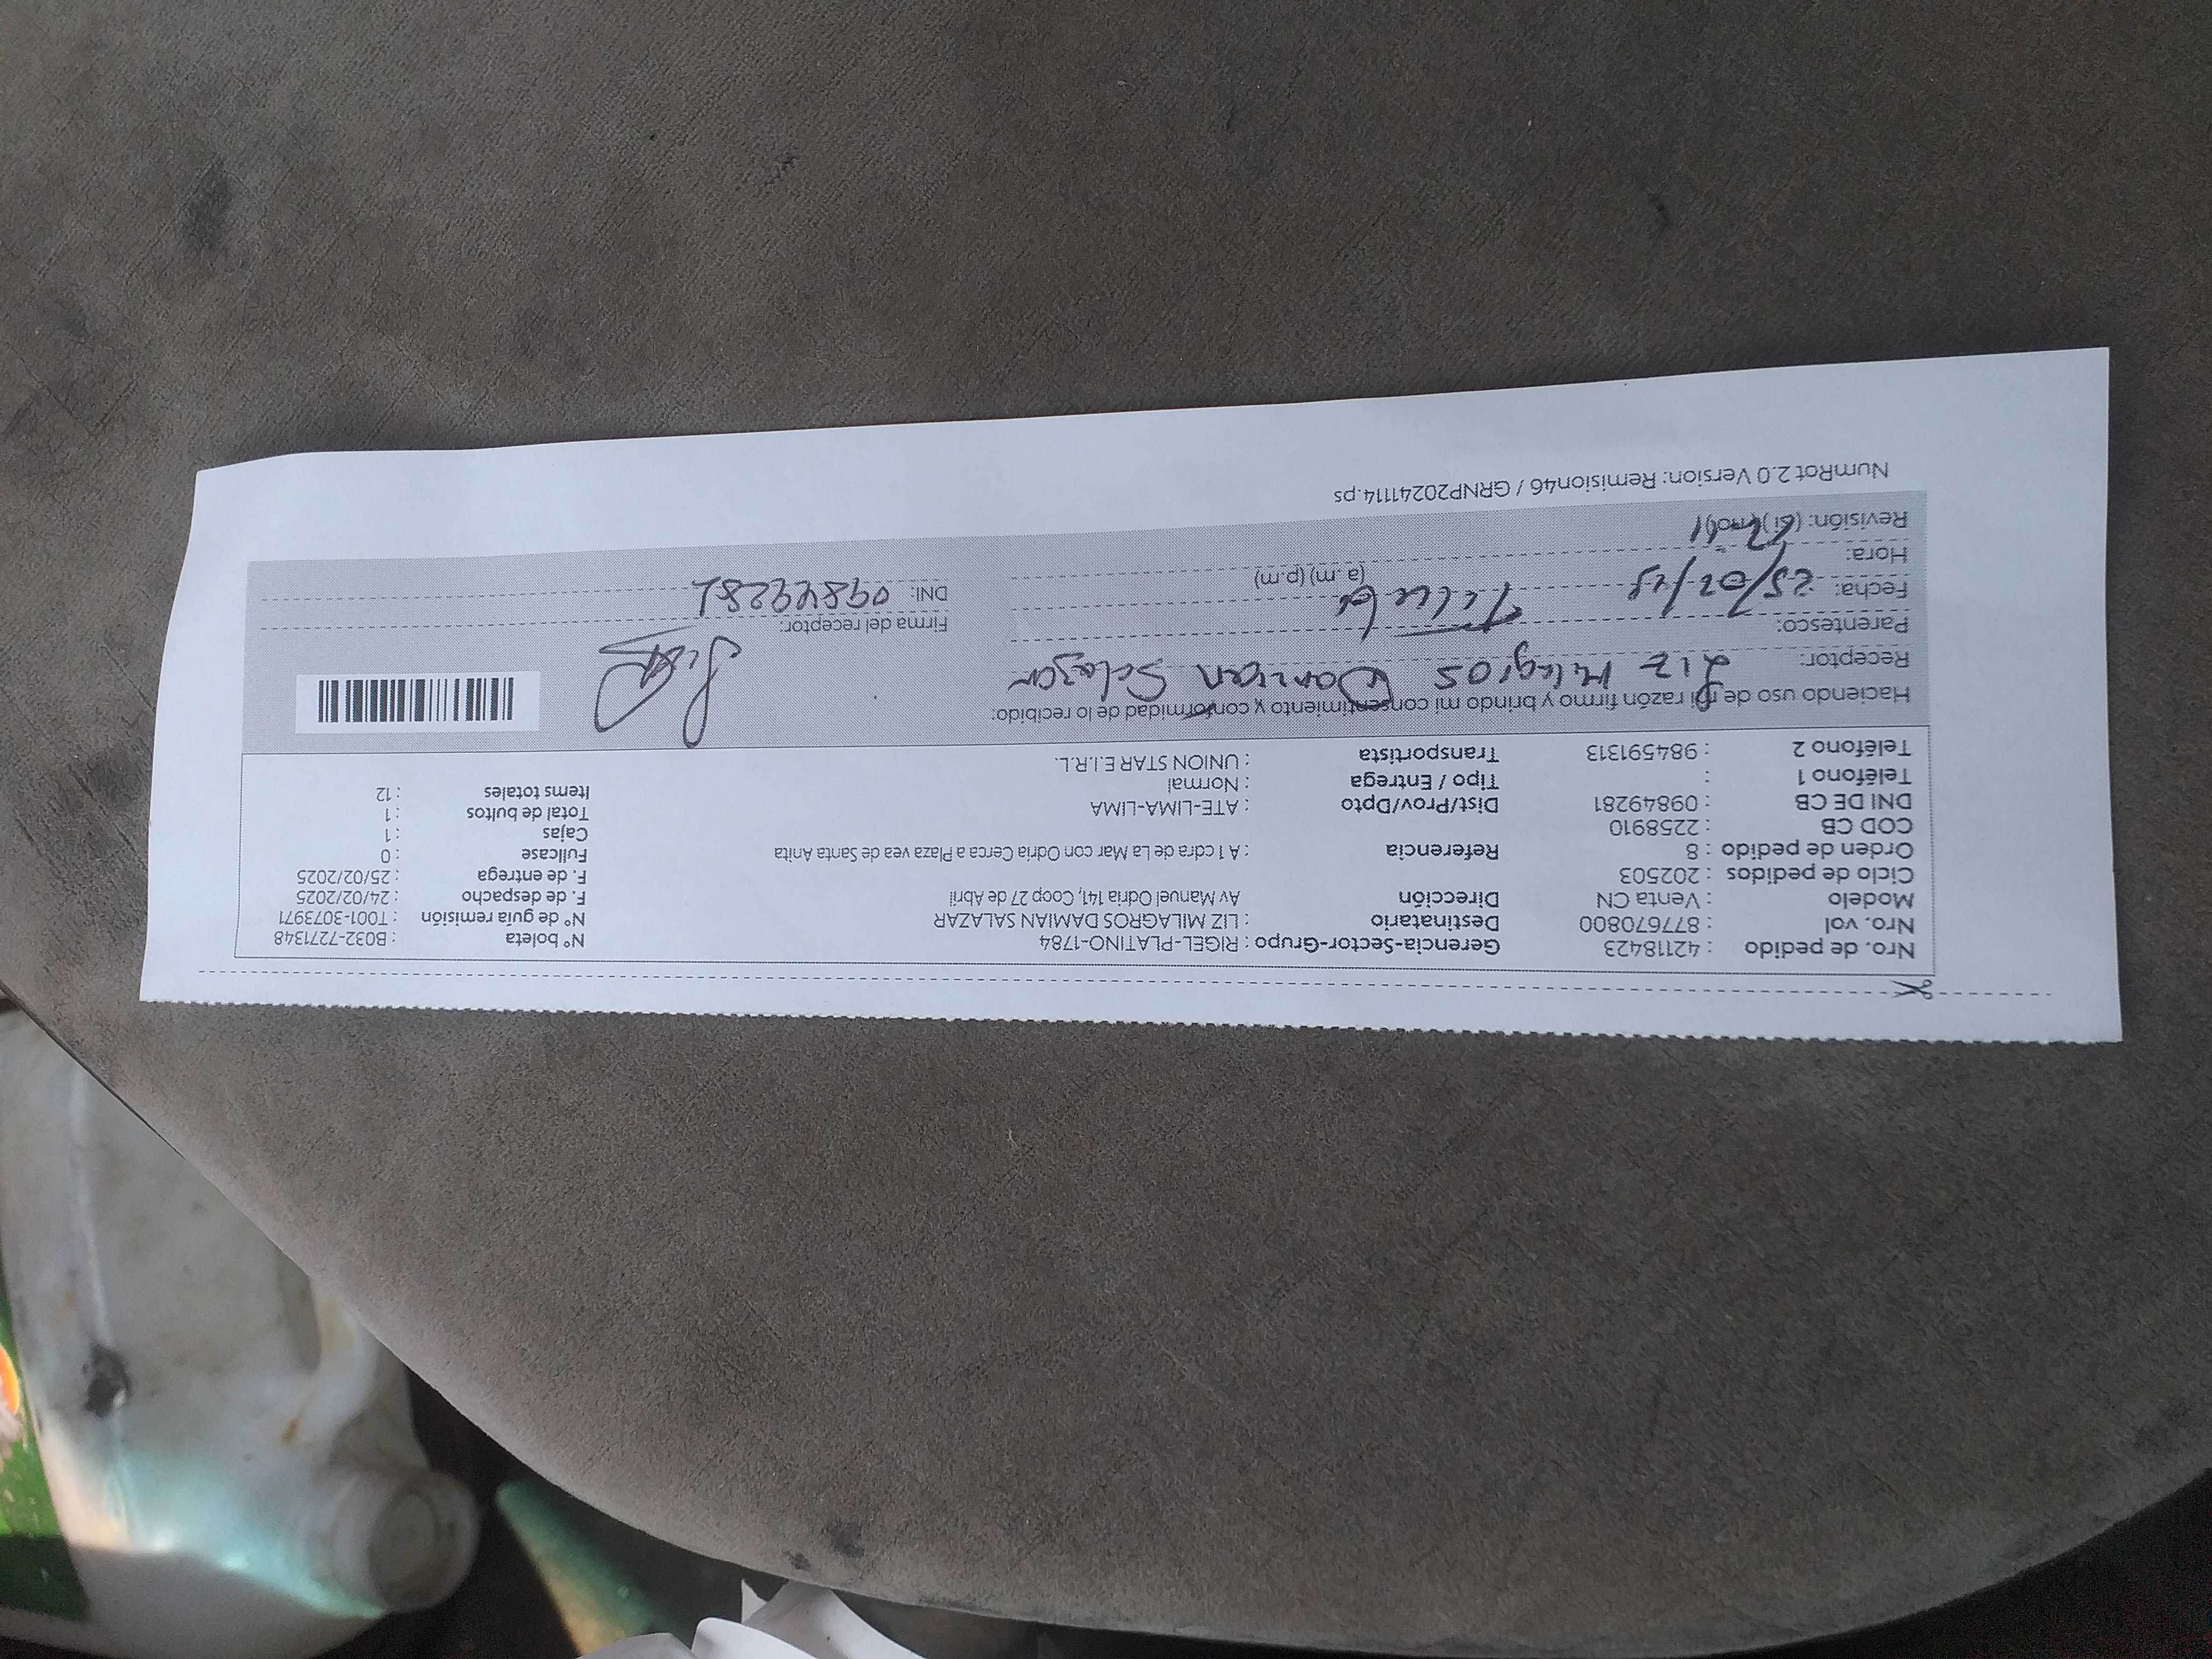 Nro. de pedido : 42118423 Gerencia-Sector-Grupo : RIGEL-PLATINO-1784 N° boleta : B032-7271348
Nro. vol : 877670800 Destinatario : LIZ MILAGROS DAMIAN SALAZAR N° de guía remisión : T001-3073971
Modelo : Venta CN Dirección Av Manuel Odria 141, Coop 27 de Abril F. de despacho : 24/02/2025
Ciclo de pedidos : 202503 F. de entrega : 25/02/2025
Orden de pedido : 8 Referencia : A 1 cdra de La Mar con Odria Cerca a Plaza vea de Santa Anita Fullcase : 0
COD CB : 2258910 Cajas : 1
DNI DE CB : 09849281 Dist/Prov/Dpto : ATE-LIMA-LIMA Total de bultos : 1
Teléfono 1 : Tipo / Entrega : Normal Items totales : 12
Teléfono 2 : 984591313 Transportista : UNION STAR E.I.R.L.
Haciendo uso de mi razón firmo y brindo mi consentimiento y conformidad de lo recibido:
Receptor: Liz Milagros Damian Salazar
Parentesco: Firma del receptor:
Fecha: 25/02/25 DNI: 09849281
Hora: (a.m) (p.m)
Revisión: (si) (no)
NumRot 2.0 Version: Remision46 / GRNP20241114.ps